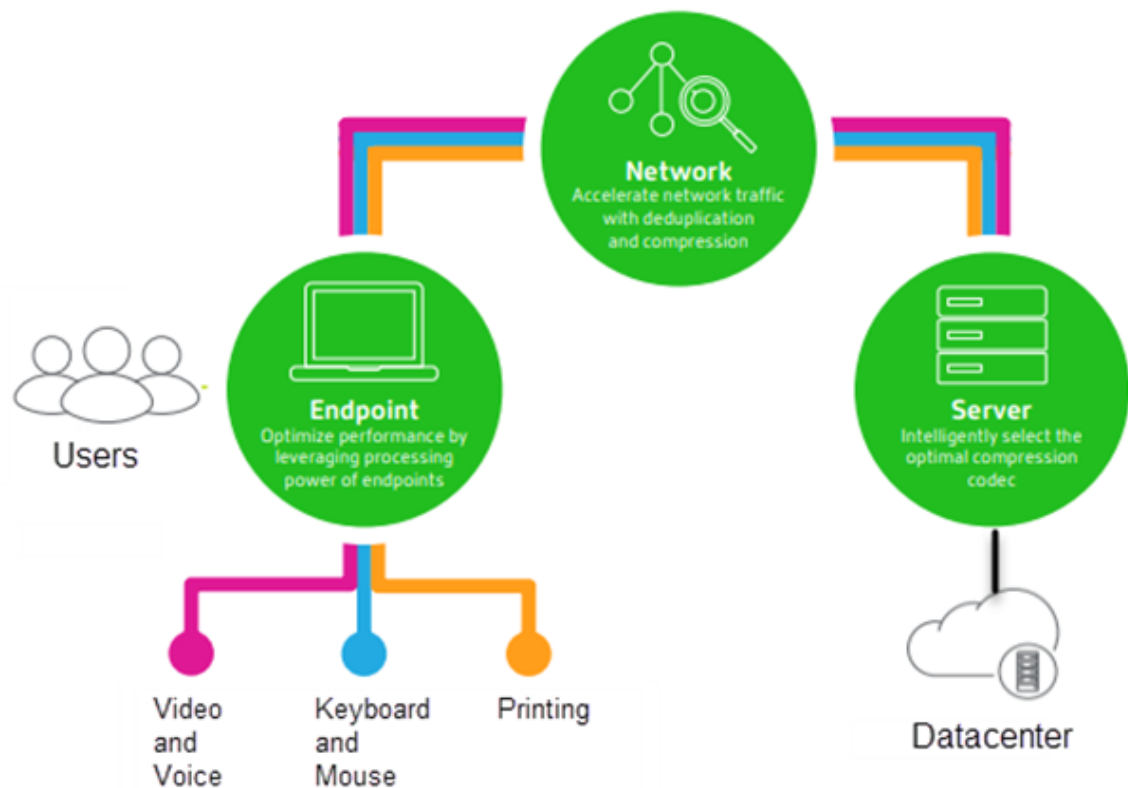 Network
Accelerate network traffic
with deduplication
and compression
Users
Endpoint
Optimize performance by
leveraging processing
power of endpoints
Server
Intelligently select the
optimal compression
codec
Video
and
Voice
Keyboard
and
Mouse
Printing
Datacenter